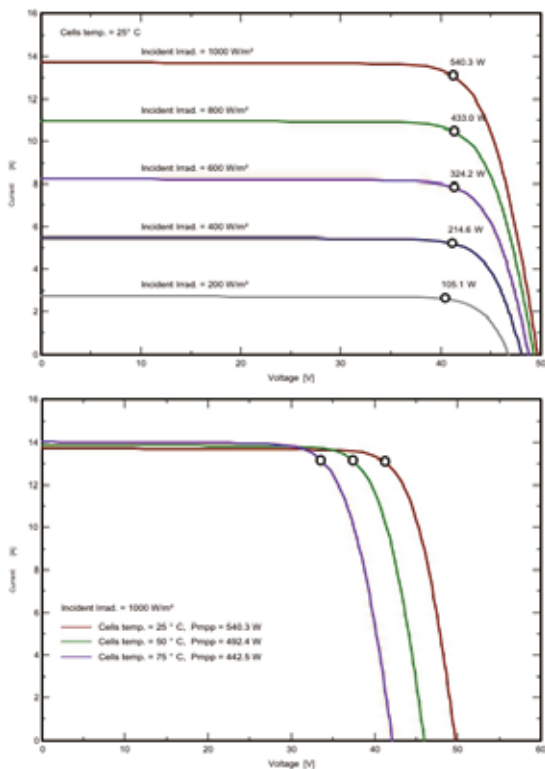 Cells temp. = 25° C
Incident Irrad. = 1000 W/m²
540.3 W
Incident Irrad. = 800 W/m²
433.0 W
Incident Irrad. = 600 W/m²
324.2 W
Incident Irrad. = 400 W/m²
214.6 W
Incident Irrad. = 200 W/m²
105.1 W
16
14
12
10
8
6
4
2
0
Current [A]
0 10 20 30 40 50
Voltage [V]
16
14
12
10
8
6
4
2
0
Current [A]
Incident Irrad. = 1000 W/m²
Cells temp. = 25 ° C, Pmpp = 540.3 W
Cells temp. = 50 ° C, Pmpp = 492.4 W
Cells temp. = 75 ° C, Pmpp = 442.5 W
0 10 20 30 40 50 60
Voltage [V]